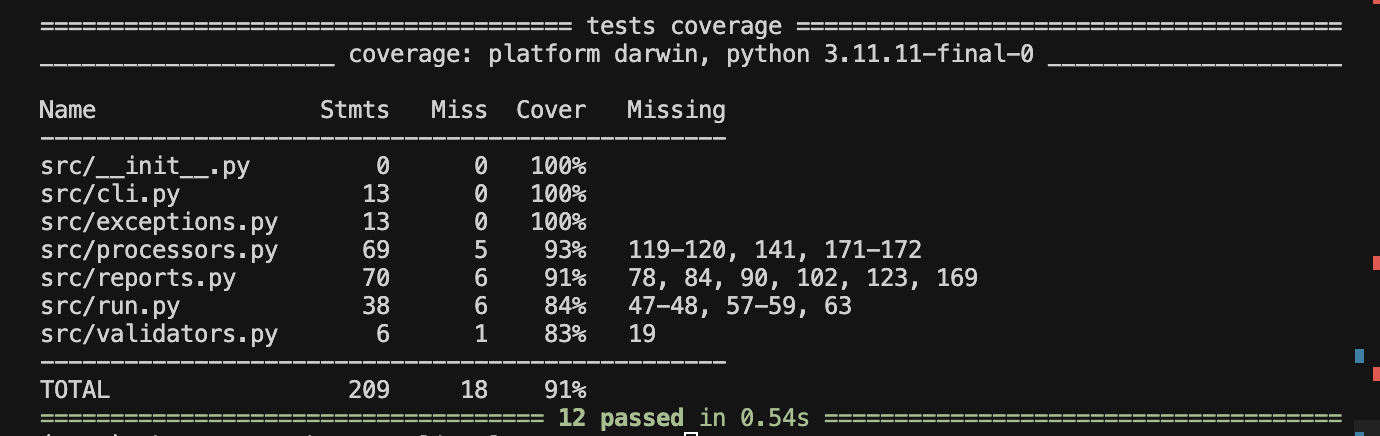 ======================================= tests coverage ========================================
_____________________ coverage: platform darwin, python 3.11.11-final-0 ______________________
Name                Stmts   Miss  Cover   Missing
-------------------------------------------------
src/__init__.py         0      0   100%
src/cli.py             13      0   100%
src/exceptions.py      13      0   100%
src/processors.py      69      5    93%   119-120, 141, 171-172
src/reports.py         70      6    91%   78, 84, 90, 102, 123, 169
src/run.py             38      6    84%   47-48, 57-59, 63
src/validators.py       6      1    83%   19
-------------------------------------------------
TOTAL                 209     18    91%
===================================== 12 passed in 0.54s ======================================